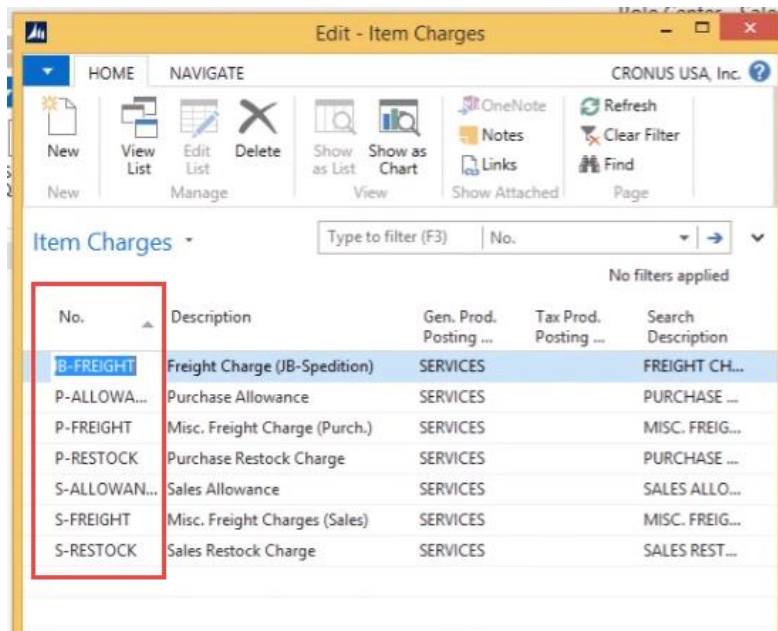 Edit - Item Charges
HOME NAVIGATE CRONUS USA, Inc.
New
View List
Edit List
Delete
Show as List
Show as Chart
OneNote
Notes
Links
Refresh
Clear Filter
Find
New Manage View Show Attached Page
Item Charges
Type to filter (F3) No.
No filters applied
No. Description Gen. Prod. Posting ... Tax Prod. Posting ... Search Description
JB-FREIGHT Freight Charge (JB-Spedition) SERVICES FREIGHT CH...
P-ALLOWA... Purchase Allowance SERVICES PURCHASE ...
P-FREIGHT Misc. Freight Charge (Purch.) SERVICES MISC. FREIG...
P-RESTOCK Purchase Restock Charge SERVICES PURCHASE ...
S-ALLOWAN... Sales Allowance SERVICES SALES ALLO...
S-FREIGHT Misc. Freight Charges (Sales) SERVICES MISC. FREIG...
S-RESTOCK Sales Restock Charge SERVICES SALES REST...